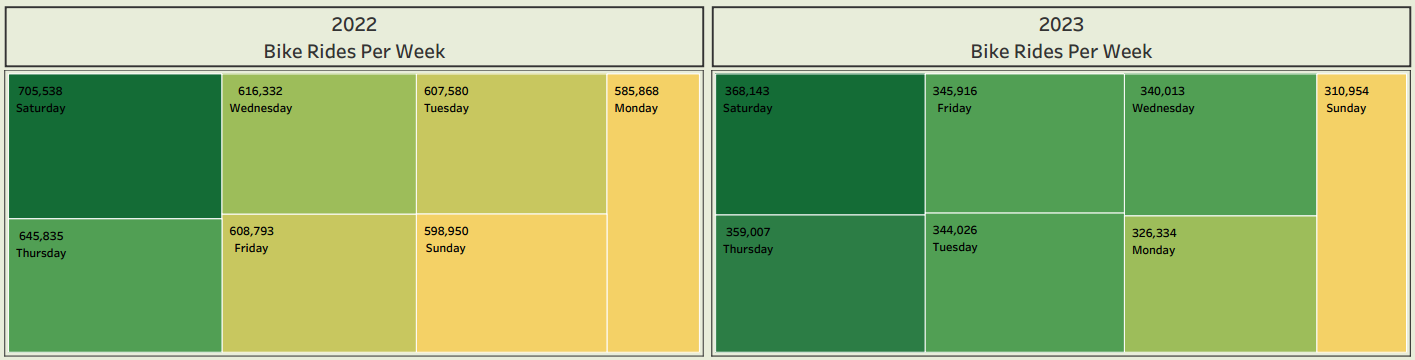 2022
Bike Rides Per Week
705,538
Saturday
645,835
Thursday
616,332
Wednesday
608,793
Friday
607,580
Tuesday
598,950
Sunday
585,868
Monday
2023
Bike Rides Per Week
368,143
Saturday
359,007
Thursday
345,916
Friday
344,026
Tuesday
340,013
Wednesday
326,334
Monday
310,954
Sunday